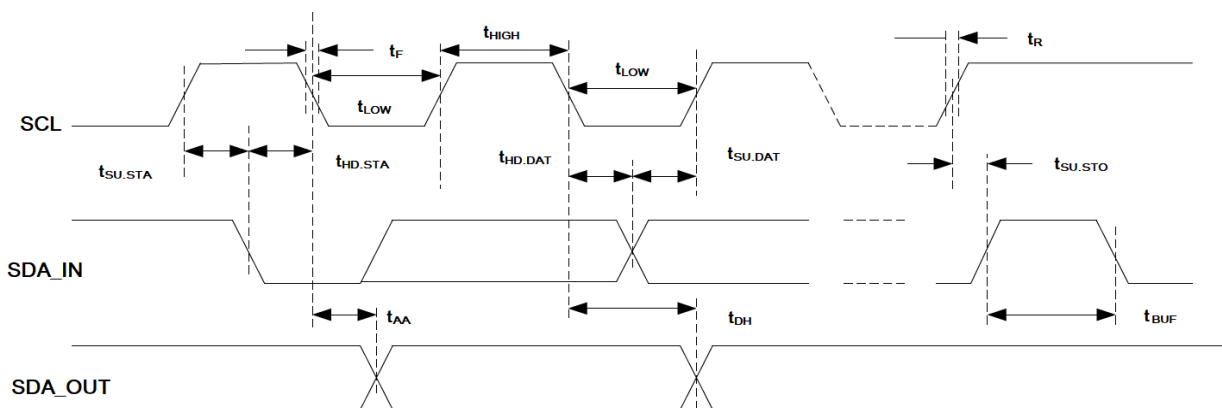 tHIGH
tF
tR
tLOW
tLOW
SCL
tSU.STA
tHD.STA
tHD.DAT
tSU.DAT
tSU.STO
SDA_IN
tAA
tDH
tBUF
SDA_OUT